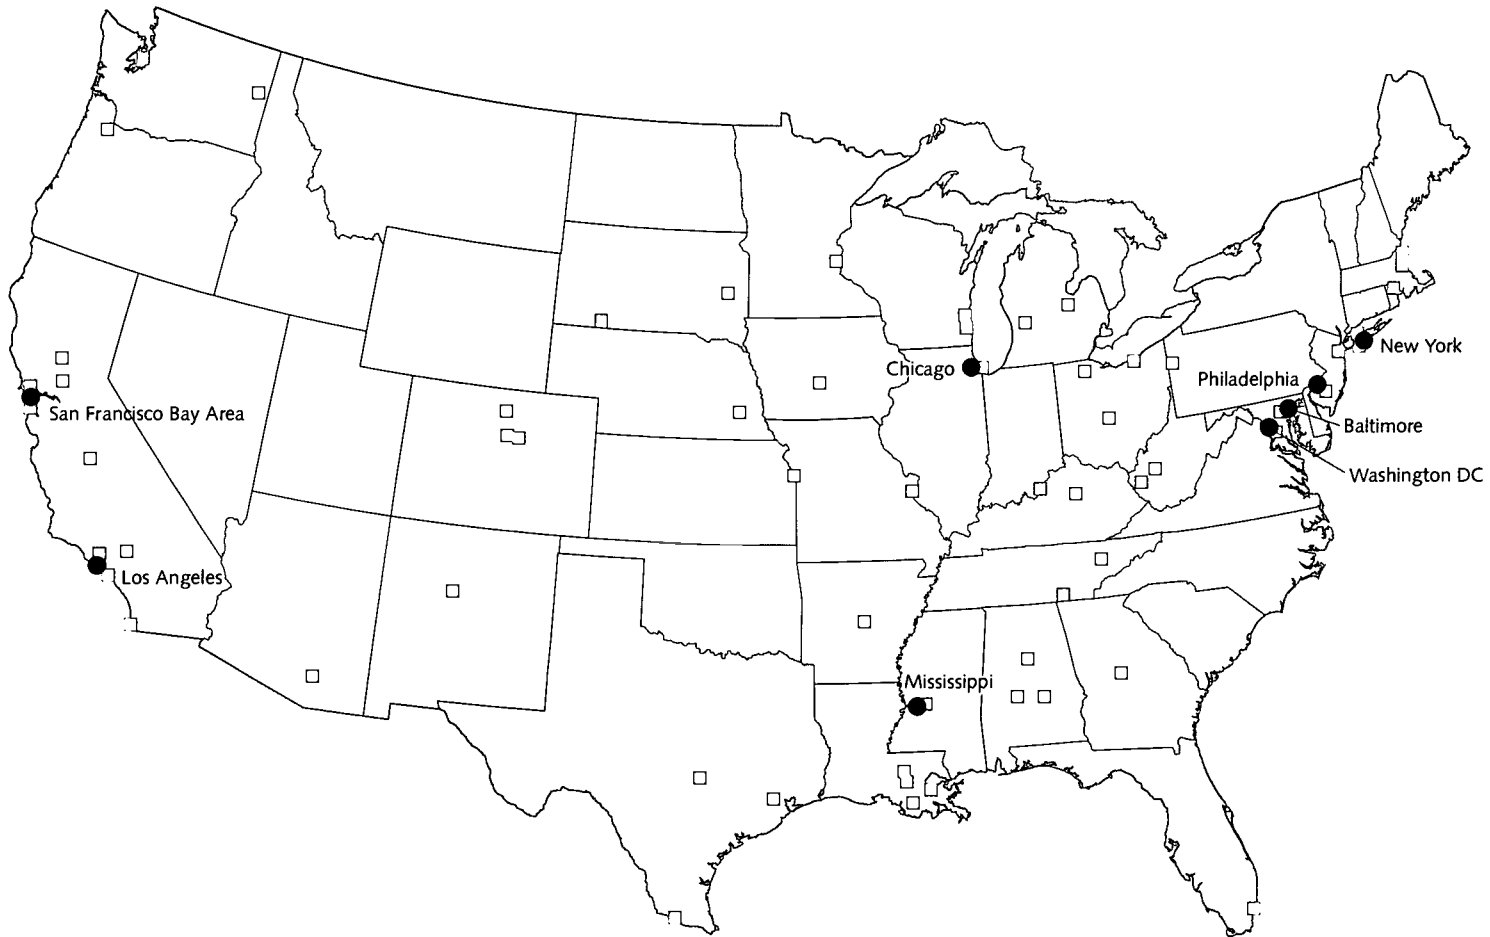 New York
Chicago
Philadelphia
San Francisco Bay Area
Baltimore
Washington DC
Los Angeles
Mississippi